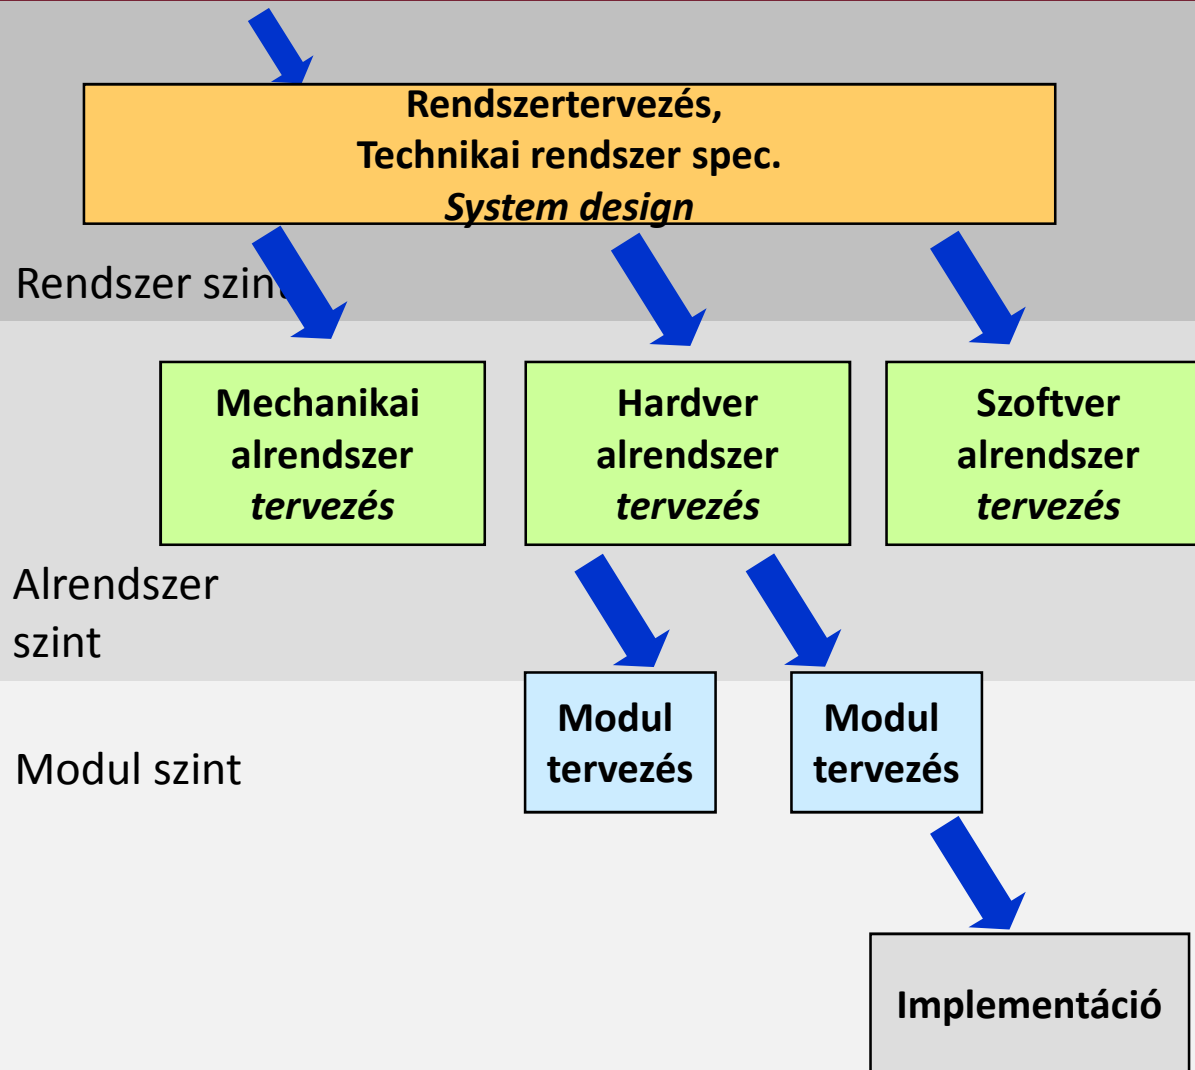 Rendszertervezés,
Technikai rendszer spec.
System design
Rendszer szint
Mechanikai
alrendszer
tervezés
Hardver
alrendszer
tervezés
Szoftver
alrendszer
tervezés
Alrendszer
szint
Modul
tervezés
Modul
tervezés
Modul szint
Implementáció